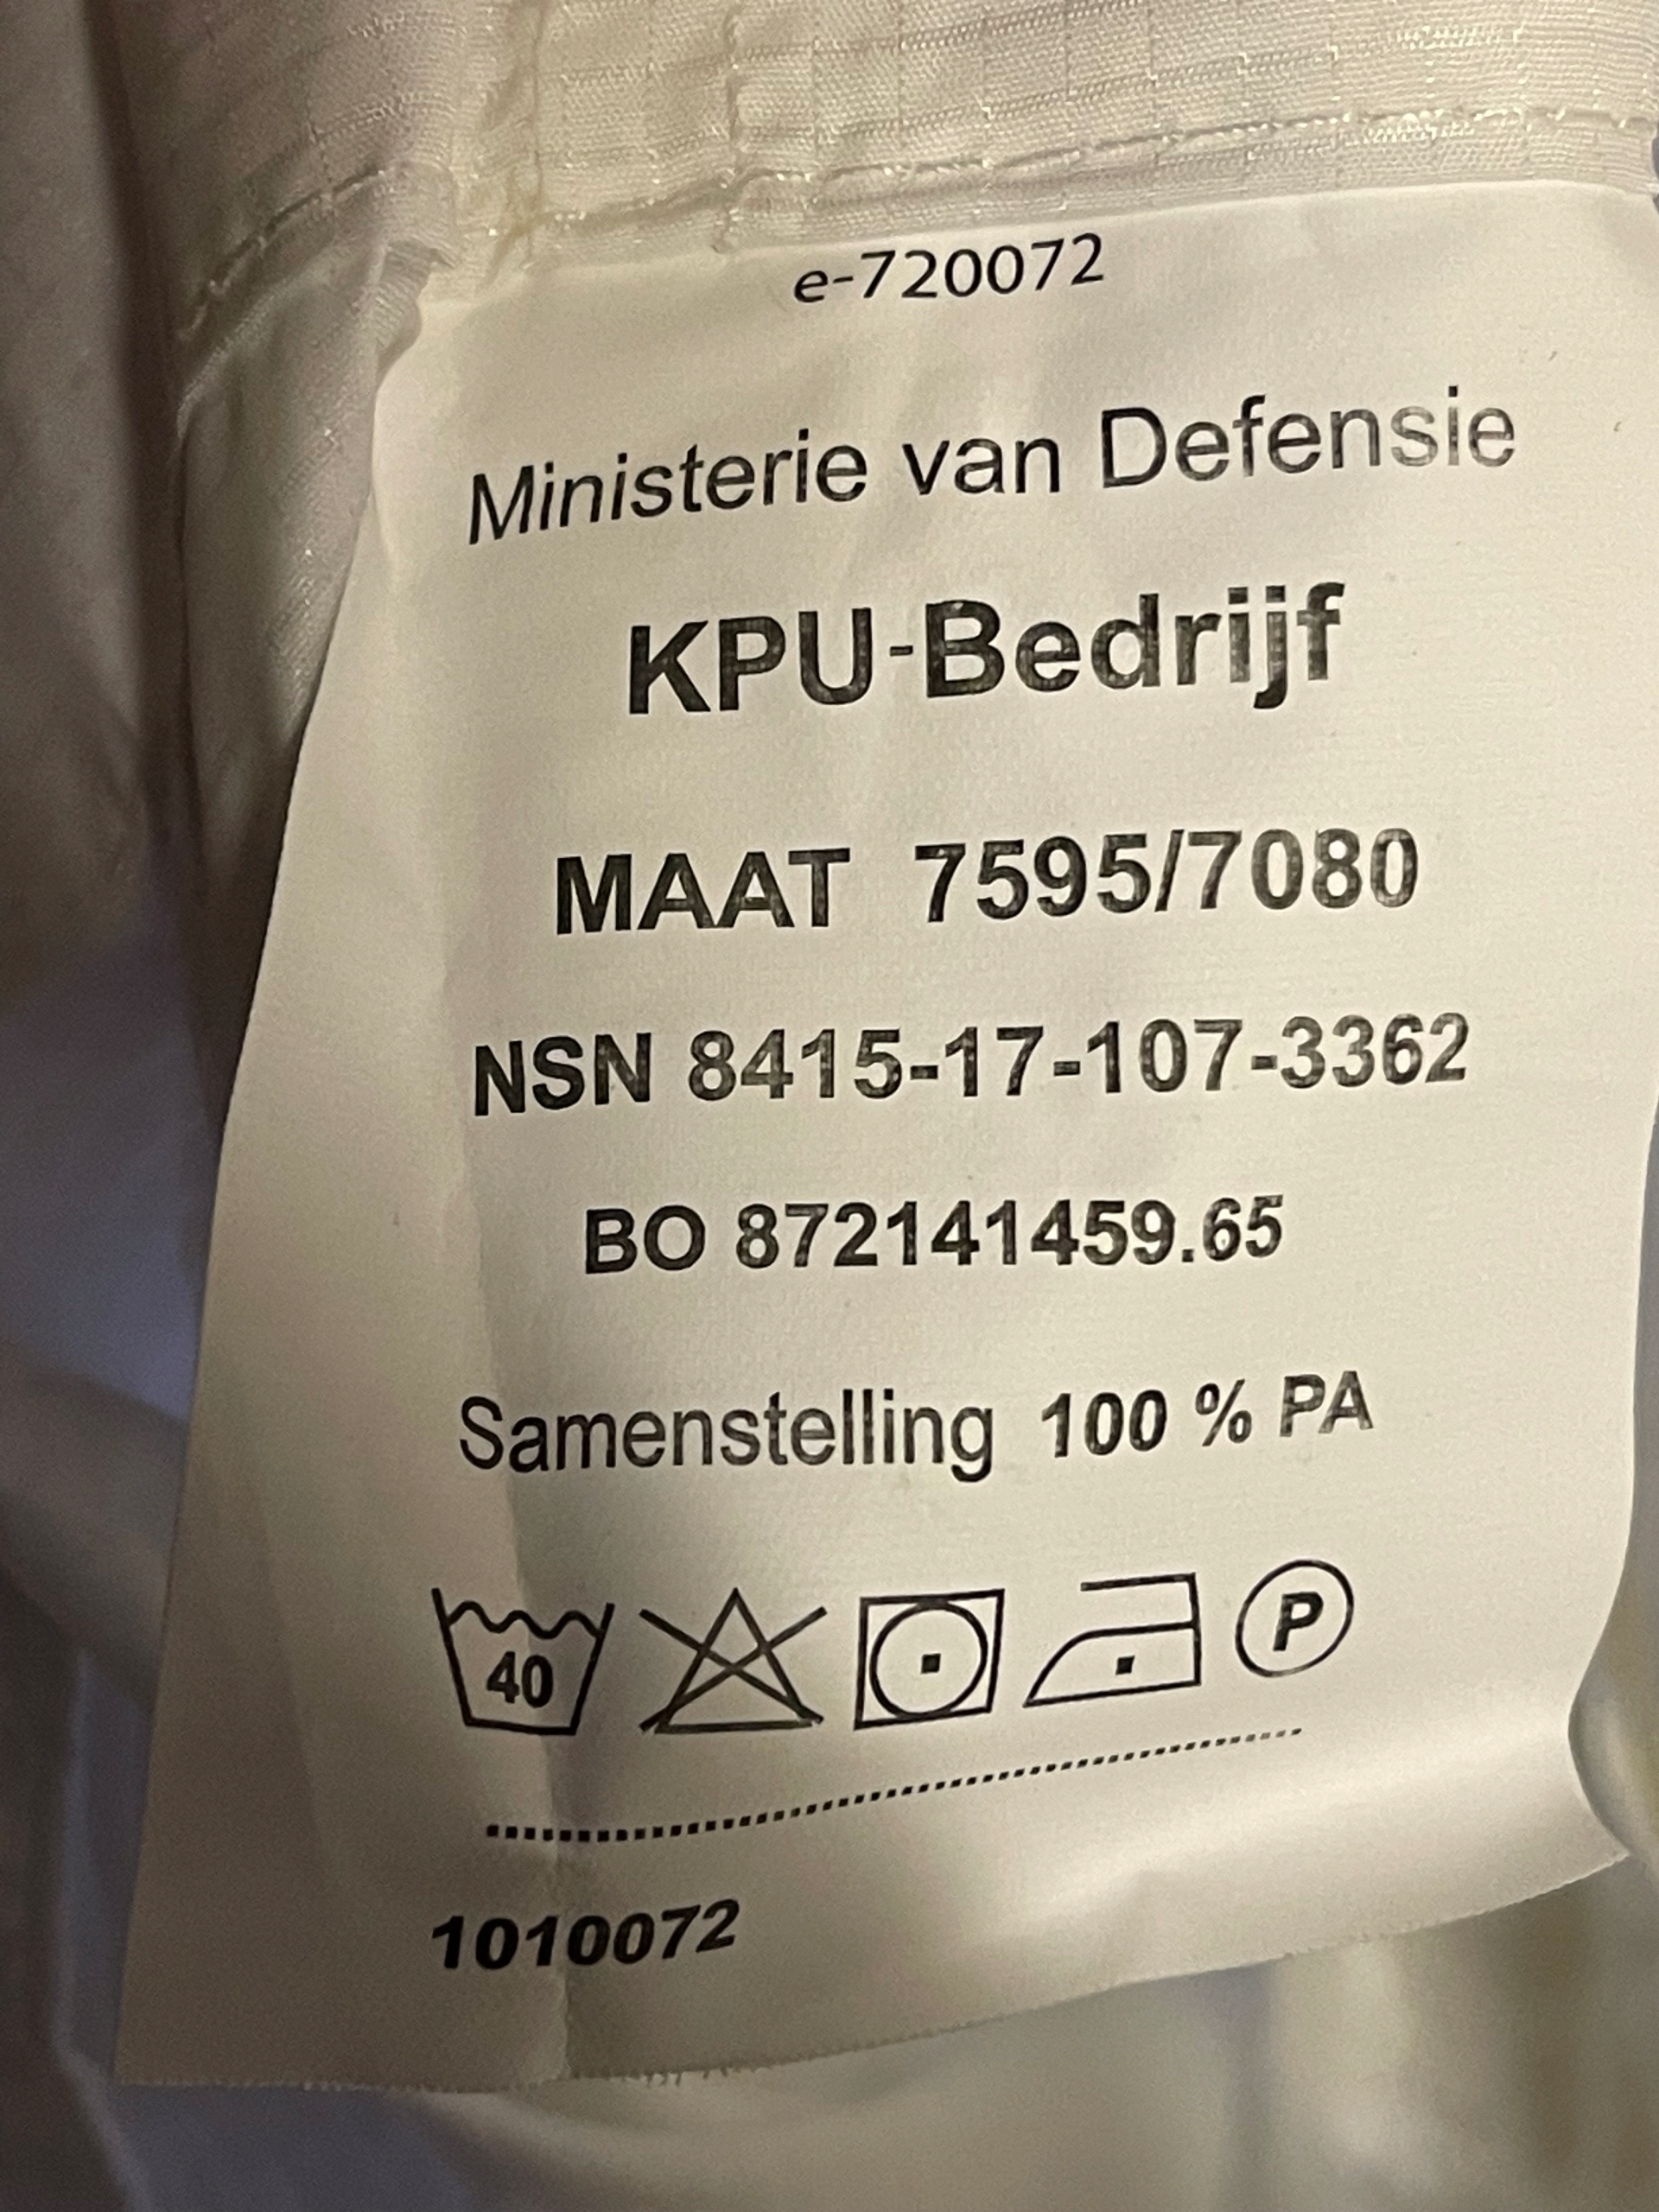 e-720072
Ministerie van Defensie
KPU-Bedrijf
MAAT 7595/7080
NSN 8415-17-107-3362
BO 872141459.65
Samenstelling 100 % PA
40 P
1010072